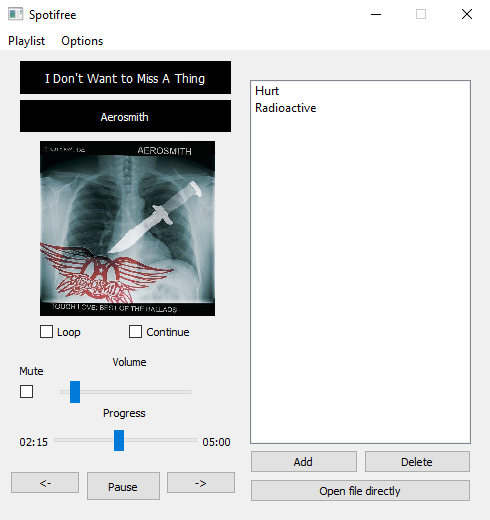 Spotifree
Playlist Options
I Don't Want to Miss A Thing
Aerosmith
AEROSMITH
AEROSMITH
TOUGH LOVE: BEST OF THE BALLADS
Loop Continue
Volume
Mute
Progress
02:15 05:00
<- Pause ->
Hurt
Radioactive
Add Delete
Open file directly